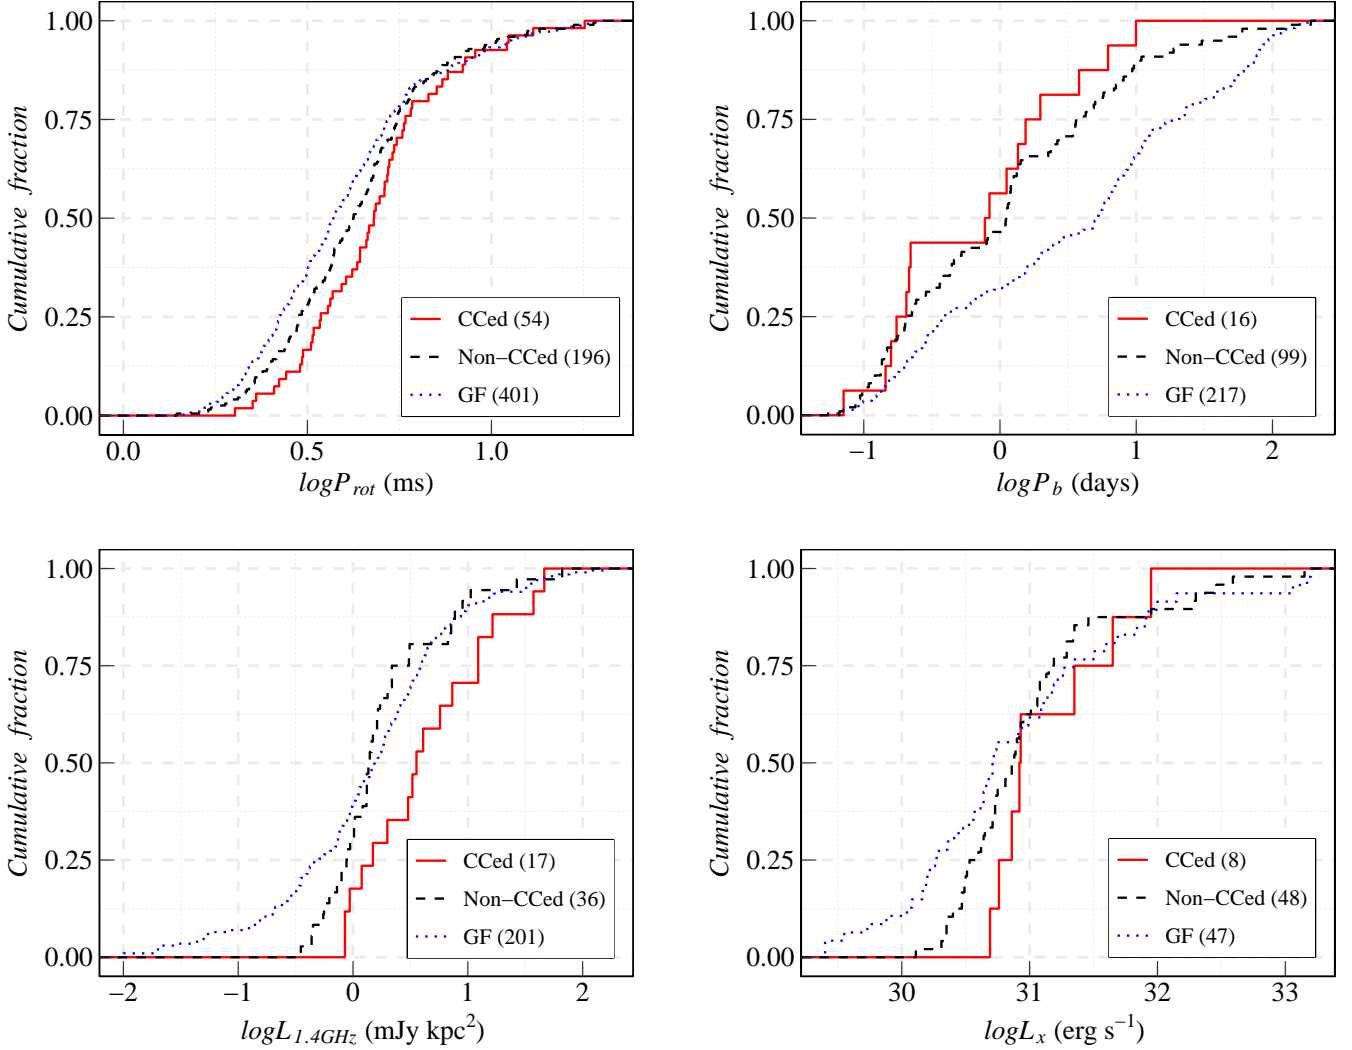 1.00
0.75
0.50
0.25
0.00
Cumulative fraction
CCed (54)
Non−CCed (196)
GF (401)
0.0 0.5 1.0
logP_rot (ms)
1.00
0.75
0.50
0.25
0.00
Cumulative fraction
CCed (16)
Non−CCed (99)
GF (217)
−1 0 1 2
logP_b (days)
1.00
0.75
0.50
0.25
0.00
Cumulative fraction
CCed (17)
Non−CCed (36)
GF (201)
−2 −1 0 1 2
logL_1.4GHz (mJy kpc²)
1.00
0.75
0.50
0.25
0.00
Cumulative fraction
CCed (8)
Non−CCed (48)
GF (47)
30 31 32 33
logL_x (erg s⁻¹)